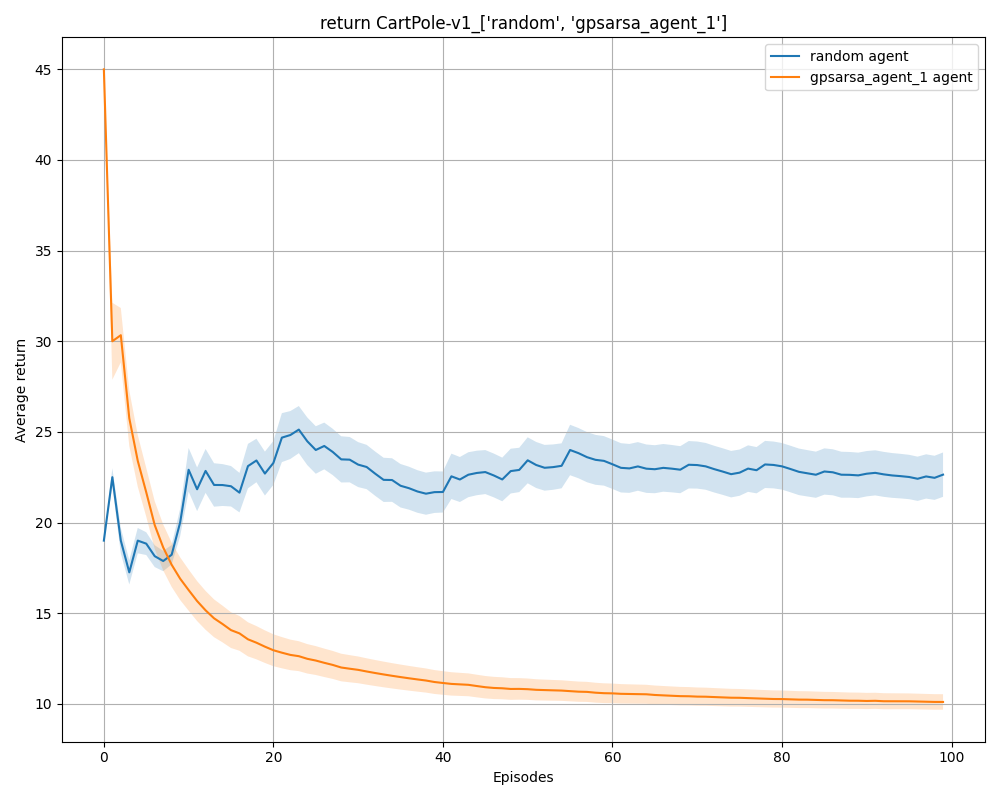 return CartPole-v1_['random', 'gpsarsa_agent_1']
random agent
gpsarsa_agent_1 agent
Average return
45
40
35
30
25
20
15
10
0
20
40
60
80
100
Episodes